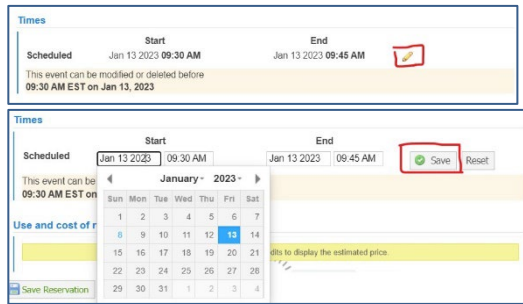 Times
Start End
Scheduled Jan 13 2023 09:30 AM Jan 13 2023 09:45 AM
This event can be modified or deleted before
09:30 AM EST on Jan 13, 2023
Times
Start End
Scheduled Jan 13 2023 09:30 AM Jan 13 2023 09:45 AM Save Reset
This event can be
09:30 AM EST on
January 2023
Sun Mon Tue Wed Thu Fri Sat
1 2 3 4 5 6 7
8 9 10 11 12 13 14
15 16 17 18 19 20 21
22 23 24 25 26 27 28
29 30 31 1 2 3 4
Use and cost of r
dits to display the estimated price.
Save Reservation